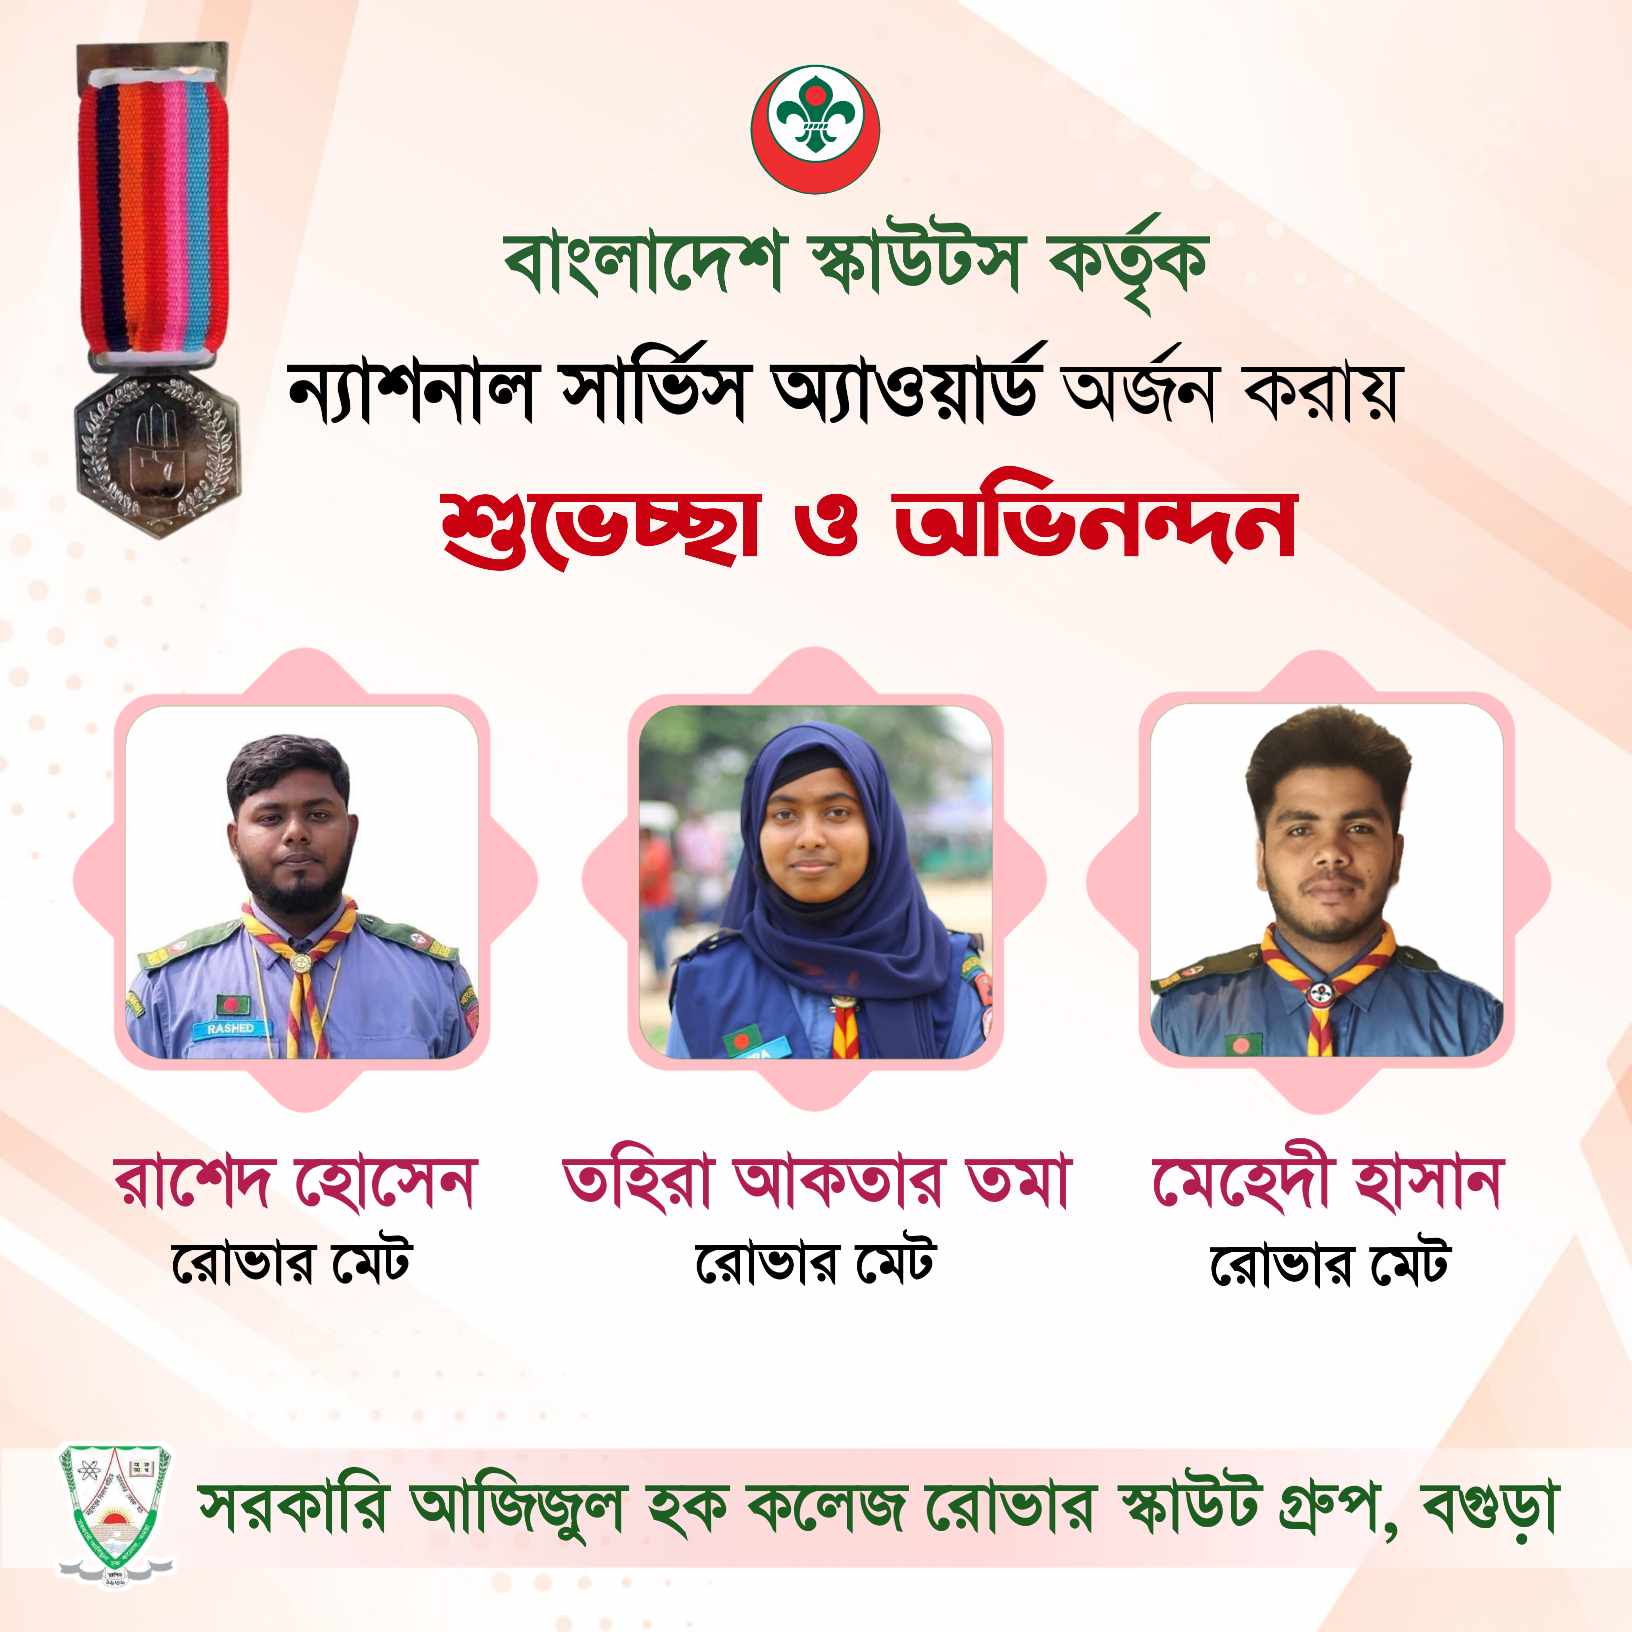 বাংলাদেশ স্কাউটস কর্তৃক
ন্যাশনাল সার্ভিস অ্যাওয়ার্ড অর্জন করায়
শুভেচ্ছা ও অভিনন্দন
RASHED
রাশেদ হোসেন
রোভার মেট
তহিরা আকতার তমা
রোভার মেট
মেহেদী হাসান
রোভার মেট
সরকারি আজিজুল হক কলেজ রোভার স্কাউট গ্রুপ, বগুড়া